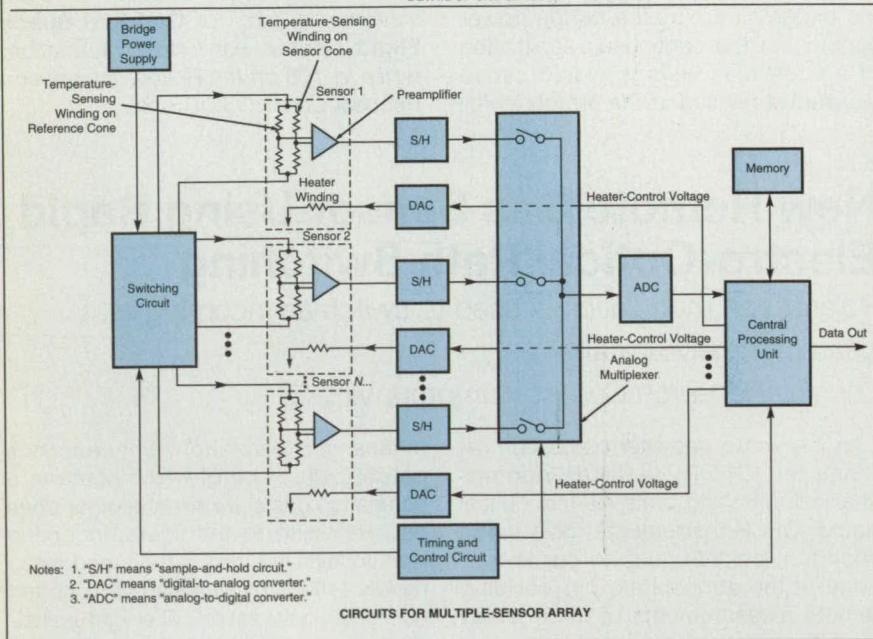 Bridge
Power
Supply
Temperature-Sensing
Winding on
Sensor Cone
Temperature-
Sensing
Winding on
Reference Cone
Sensor 1
Preamplifier
S/H
Heater
Winding
DAC
Heater-Control Voltage
Memory
Sensor 2
Switching
Circuit
S/H
ADC
Central
Processing
Unit
Data Out
DAC
Heater-Control Voltage
Analog
Multiplexer
Sensor N...
S/H
DAC
Heater-Control Voltage
Timing and
Control Circuit
Notes: 1. "S/H" means "sample-and-hold circuit."
2. "DAC" means "digital-to-analog converter."
3. "ADC" means "analog-to-digital converter."
CIRCUITS FOR MULTIPLE-SENSOR ARRAY